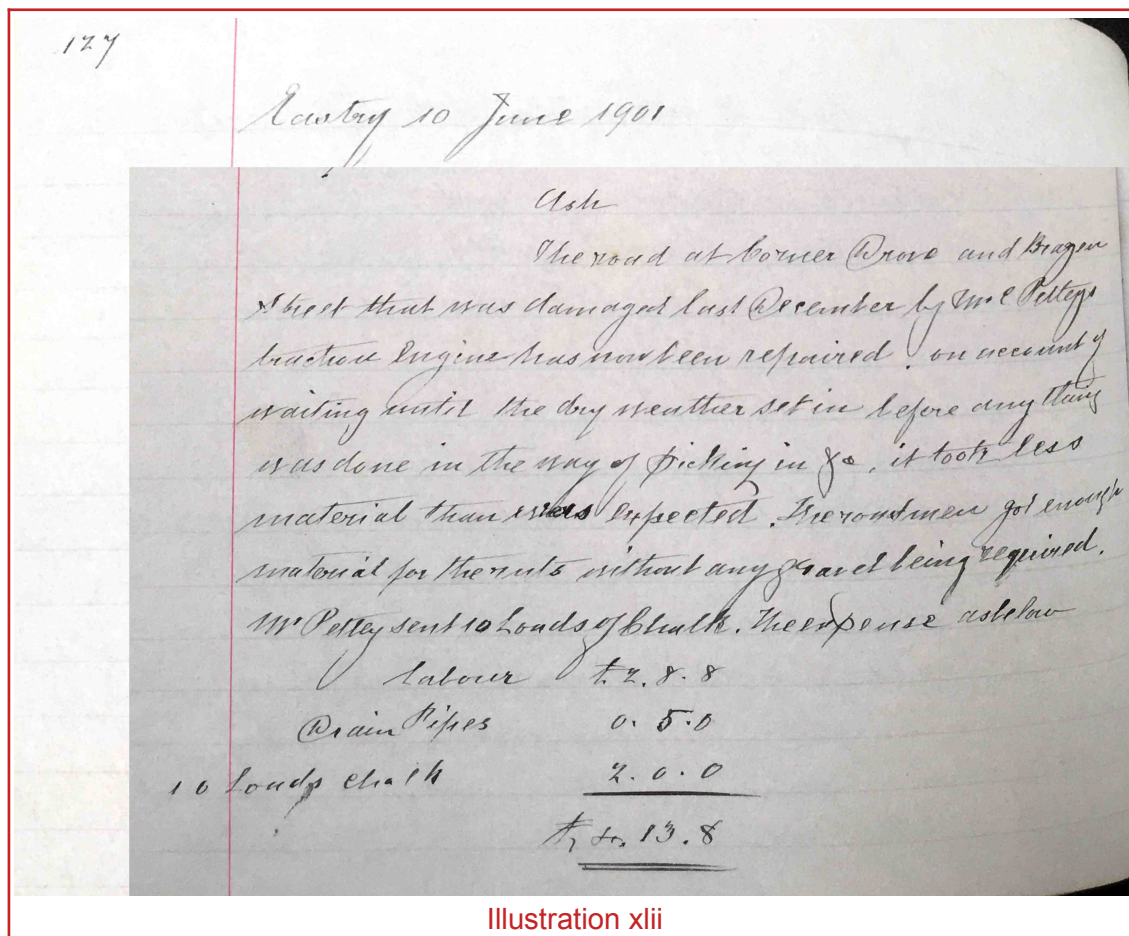 127
Eastry 10 June 1901
Ash
The road at Corner Drove and Brazen
Street that was damaged last December by Mr C Petteys
traction Engine has now been repaired. on account of
waiting until the dry weather set in before any thing
was done in the way of picking in &c, it took less
material than was expected. The roadmen got enough
material for the ruts without any gravel being required.
Mr Pettey sent 10 Loads of Chalk. The expense as below
labour £2.8.8
Drain Pipes 0.5.0
10 Loads chalk 2.0.0
£4.13.8
Illustration xlii